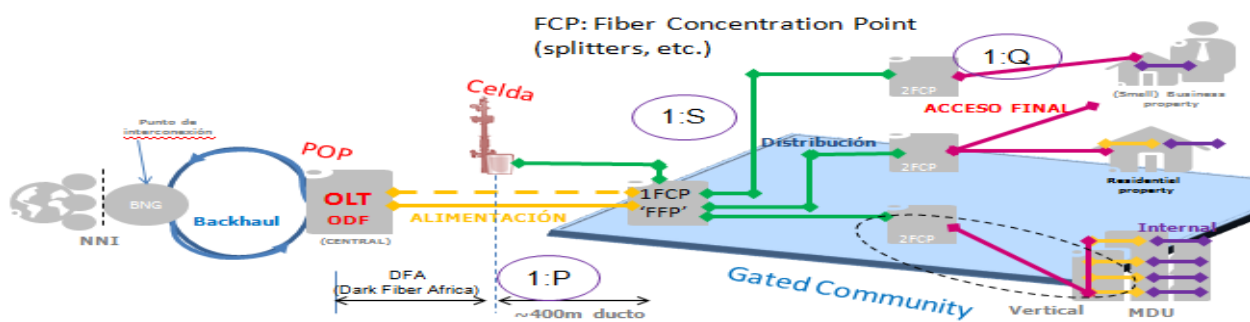 FCP: Fiber Concentration Point
(splitters, etc.)
1:Q
2FCP
(Small) Business
property
ACCESO FINAL
Celda
1:S
Punto de
interconexión
POP
Distribución
2FCP
Residential
property
BNG
Backhaul
OLT
ODF
(CENTRAL)
ALIMENTACIÓN
1FCP
'FFP'
NNI
2FCP
Internal
DFA
(Dark Fiber Africa)
1:P
~400m ducto
Gated Community
Vertical
MDU